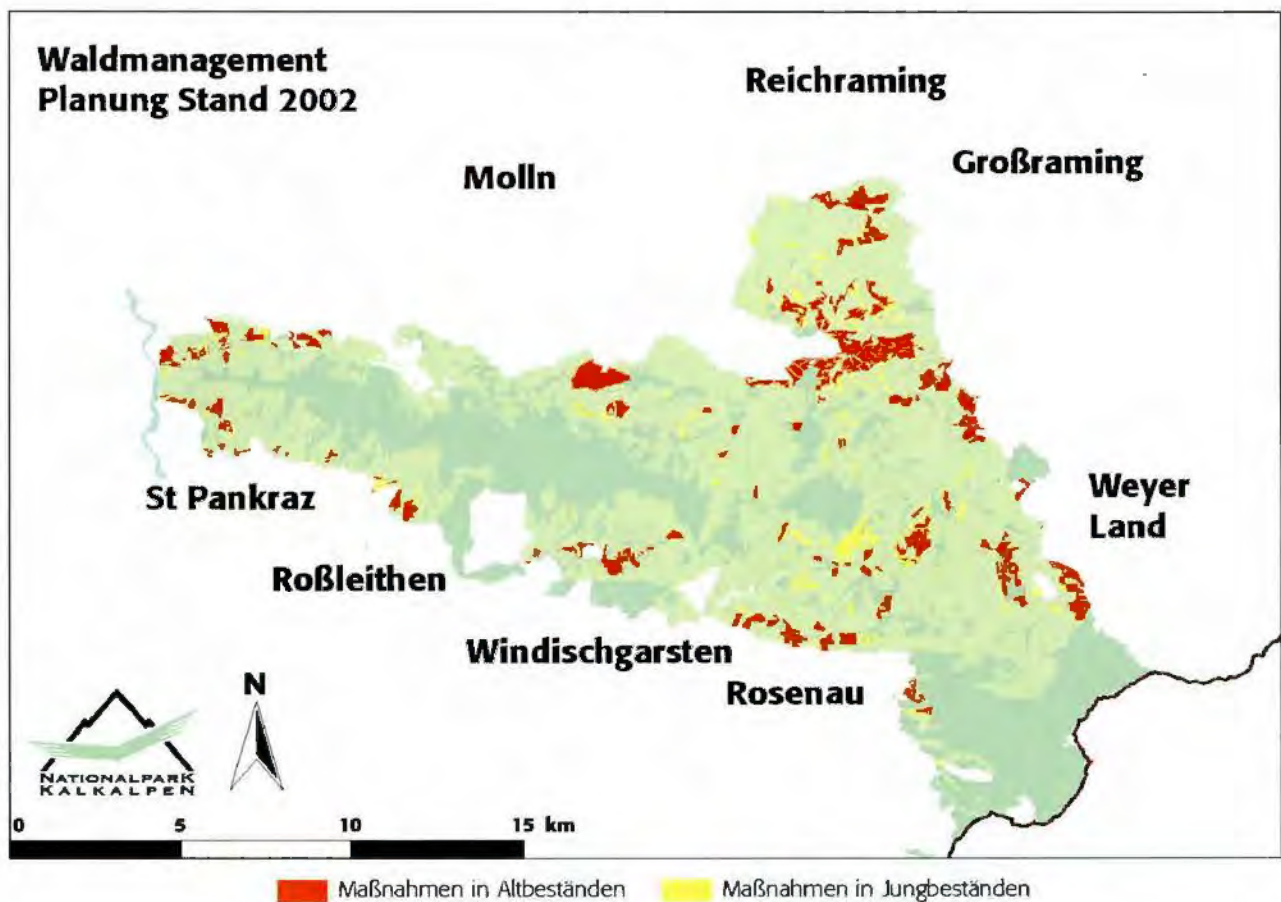 Waldmanagement
Planung Stand 2002
Reichraming
Großraming
Molln
St Pankraz
Weyer
Land
Roßleithen
Windischgarsten
Rosenau
N
NATIONALPARK
KALKALPEN
0 5 10 15 km
Maßnahmen in Altbeständen Maßnahmen in Jungbeständen